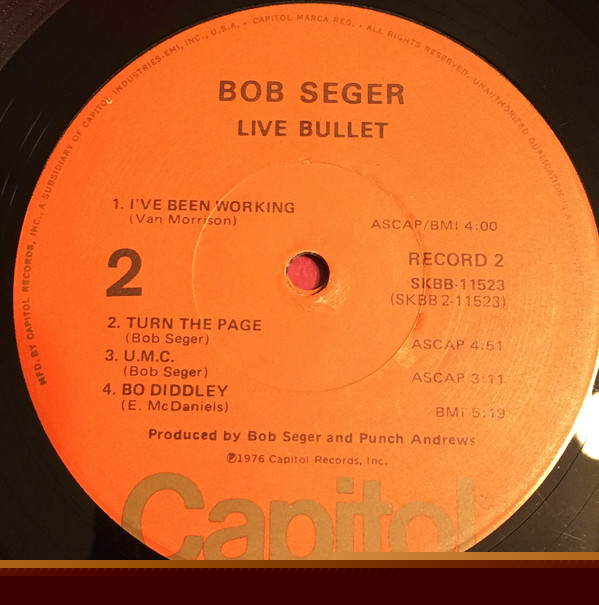 MFD. BY CAPITOL RECORDS, INC., A SUBSIDIARY OF CAPITOL INDUSTRIES-EMI, INC., U.S.A. • CAPITOL MARCA REG. • ALL RIGHTS RESERVED. UNAUTHORIZED DUPLICATION IS A
BOB SEGER
LIVE BULLET
1. I'VE BEEN WORKING
(Van Morrison)
ASCAP/BMI 4:00
2
RECORD 2
SKBB-11523
(SKBB 2-11523)
2. TURN THE PAGE
(Bob Seger)
ASCAP 4:51
3. U.M.C.
(Bob Seger)
ASCAP 3:11
4. BO DIDDLEY
(E. McDaniels)
BMI 5:19
Produced by Bob Seger and Punch Andrews
℗1976 Capitol Records, Inc.
Capitol